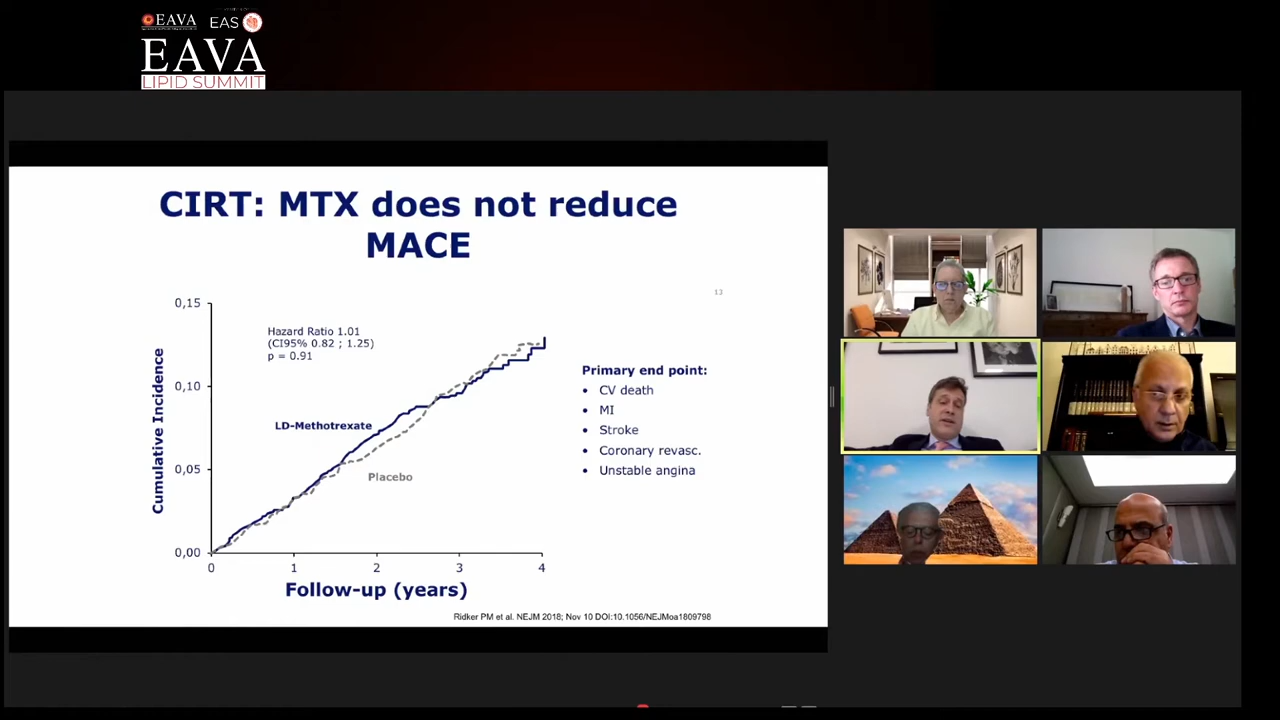 EAVA
EAS
EAVA
LIPID SUMMIT
CIRT: MTX does not reduce
MACE
13
0,15
0,10
0,05
0,00
Cumulative Incidence
Hazard Ratio 1.01
(CI95% 0.82 ; 1.25)
p = 0.91
LD-Methotrexate
Placebo
0 1 2 3 4
Follow-up (years)
Primary end point:
• CV death
• MI
• Stroke
• Coronary revasc.
• Unstable angina
Ridker PM et al. NEJM 2018; Nov 10 DOI:10.1056/NEJMoa1809798